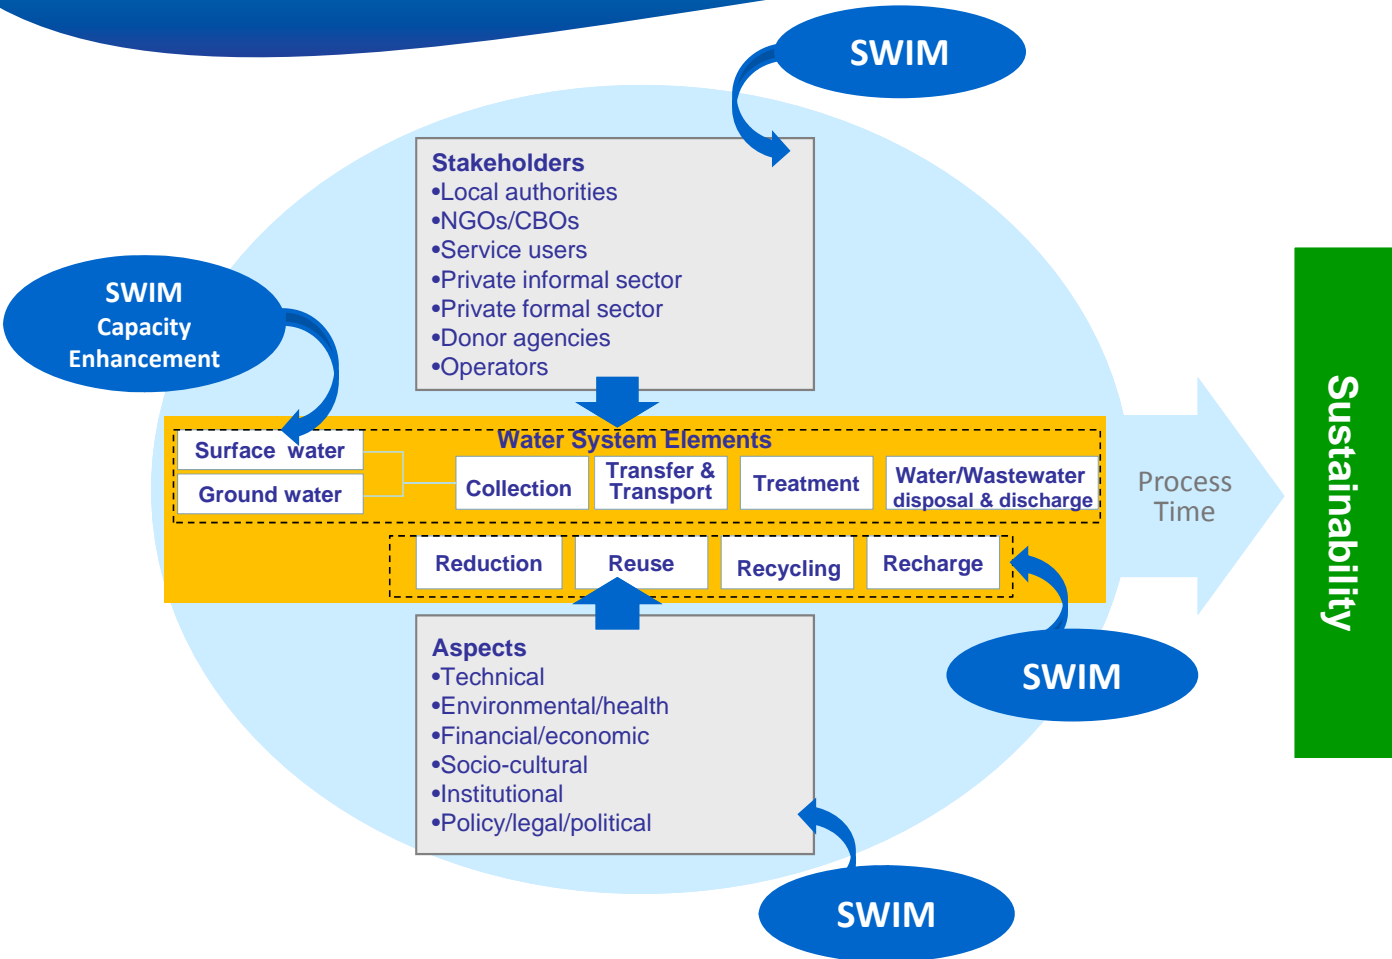 SWIM
Stakeholders
•Local authorities
•NGOs/CBOs
•Service users
•Private informal sector
•Private formal sector
•Donor agencies
•Operators
SWIM
Capacity
Enhancement
Water System Elements
Surface water
Ground water
Collection
Transfer &
Transport
Treatment
Water/Wastewater
disposal & discharge
Reduction
Reuse
Recycling
Recharge
Process
Time
Sustainability
Aspects
•Technical
•Environmental/health
•Financial/economic
•Socio-cultural
•Institutional
•Policy/legal/political
SWIM
SWIM